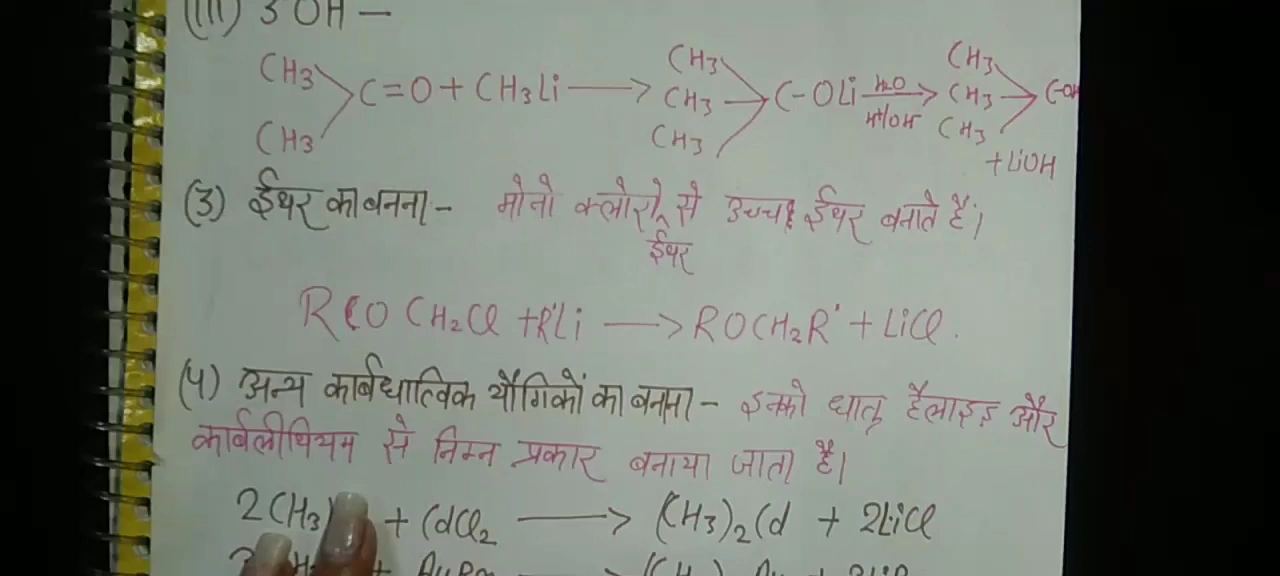 (III) 3°OH —
CH3 CH3 CH3
CH3 C=O + CH3Li ⟶ CH3 C-OLi H2O ⟶ CH3 C-OH
CH3 CH3 H+/OH- CH3
+LiOH
(3) ईथर का बनना - मोनो क्लोरो से उच्च ईथर बनाते हैं।
ईथर
ROCH2Cl + R'Li ⟶ ROCH2R' + LiCl.
(4) अन्य कार्बधात्विक यौगिकों का बनना - इनको धातु हैलाइड और
कार्बलीथियम से निम्न प्रकार बनाया जाता है।
2CH3 + CdCl2 ⟶ (CH3)2Cd + 2LiCl